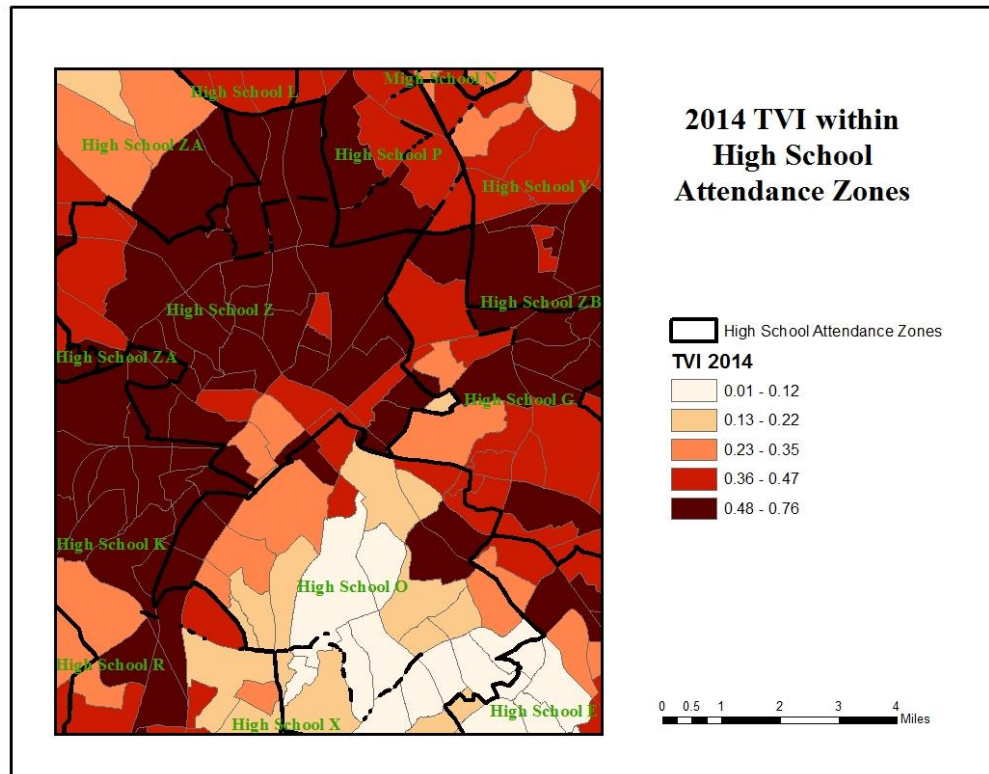 High School L
Migh School N
High School ZA
High School P
High School Y
High School Z
High School ZB
High School ZA
High School G
High School K
High School O
High School R
High School X
High School E
2014 TVI within
High School
Attendance Zones
High School Attendance Zones
TVI 2014
0.01 - 0.12
0.13 - 0.22
0.23 - 0.35
0.36 - 0.47
0.48 - 0.76
0 0.5 1 2 3 4
Miles